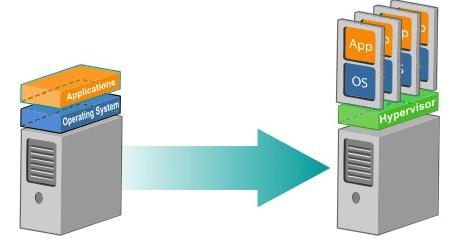 Applications
Operating System
App
OS
Hypervisor